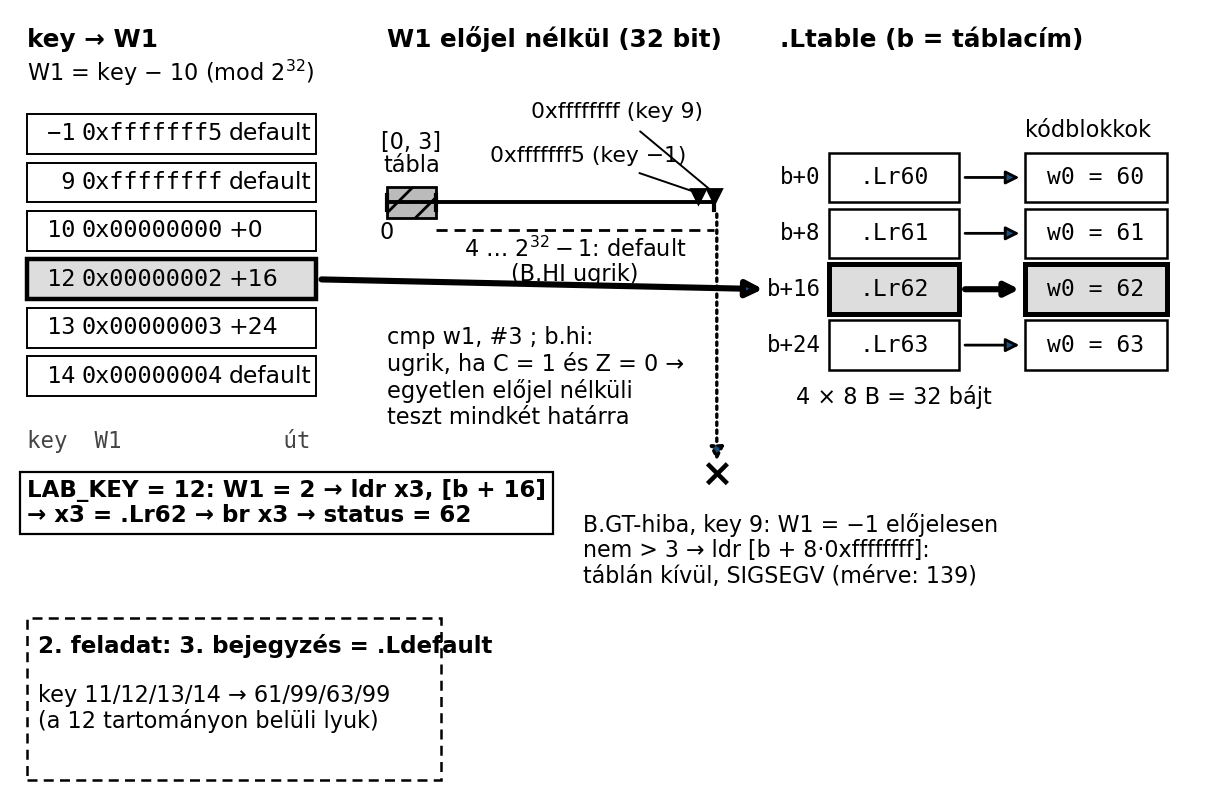 key → W1
W1 = key − 10 (mod 2³²)
−1 0xfffffff5 default
9 0xffffffff default
10 0x00000000 +0
12 0x00000002 +16
13 0x00000003 +24
14 0x00000004 default
key W1 út
W1 előjel nélkül (32 bit)
0xffffffff (key 9)
[0, 3]
tábla
0xfffffff5 (key −1)
0
4 … 2³² − 1: default
(B.HI ugrik)
cmp w1, #3 ; b.hi:
ugrik, ha C = 1 és Z = 0 →
egyetlen előjel nélküli
teszt mindkét határra
.Ltable (b = táblacím)
kódblokkok
b+0 .Lr60 w0 = 60
b+8 .Lr61 w0 = 61
b+16 .Lr62 w0 = 62
b+24 .Lr63 w0 = 63
4 × 8 B = 32 bájt
LAB_KEY = 12: W1 = 2 → ldr x3, [b + 16]
→ x3 = .Lr62 → br x3 → status = 62
B.GT-hiba, key 9: W1 = −1 előjelesen
nem > 3 → ldr [b + 8·0xffffffff]:
táblán kívül, SIGSEGV (mérve: 139)
2. feladat: 3. bejegyzés = .Ldefault
key 11/12/13/14 → 61/99/63/99
(a 12 tartományon belüli lyuk)